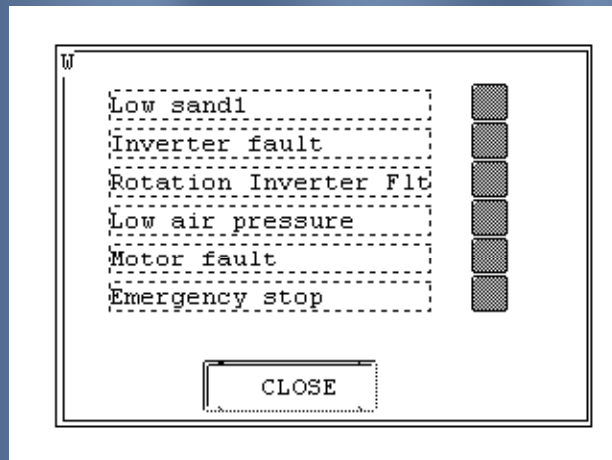 W
Low sand1
Inverter fault
Rotation Inverter Flt
Low air pressure
Motor fault
Emergency stop
CLOSE